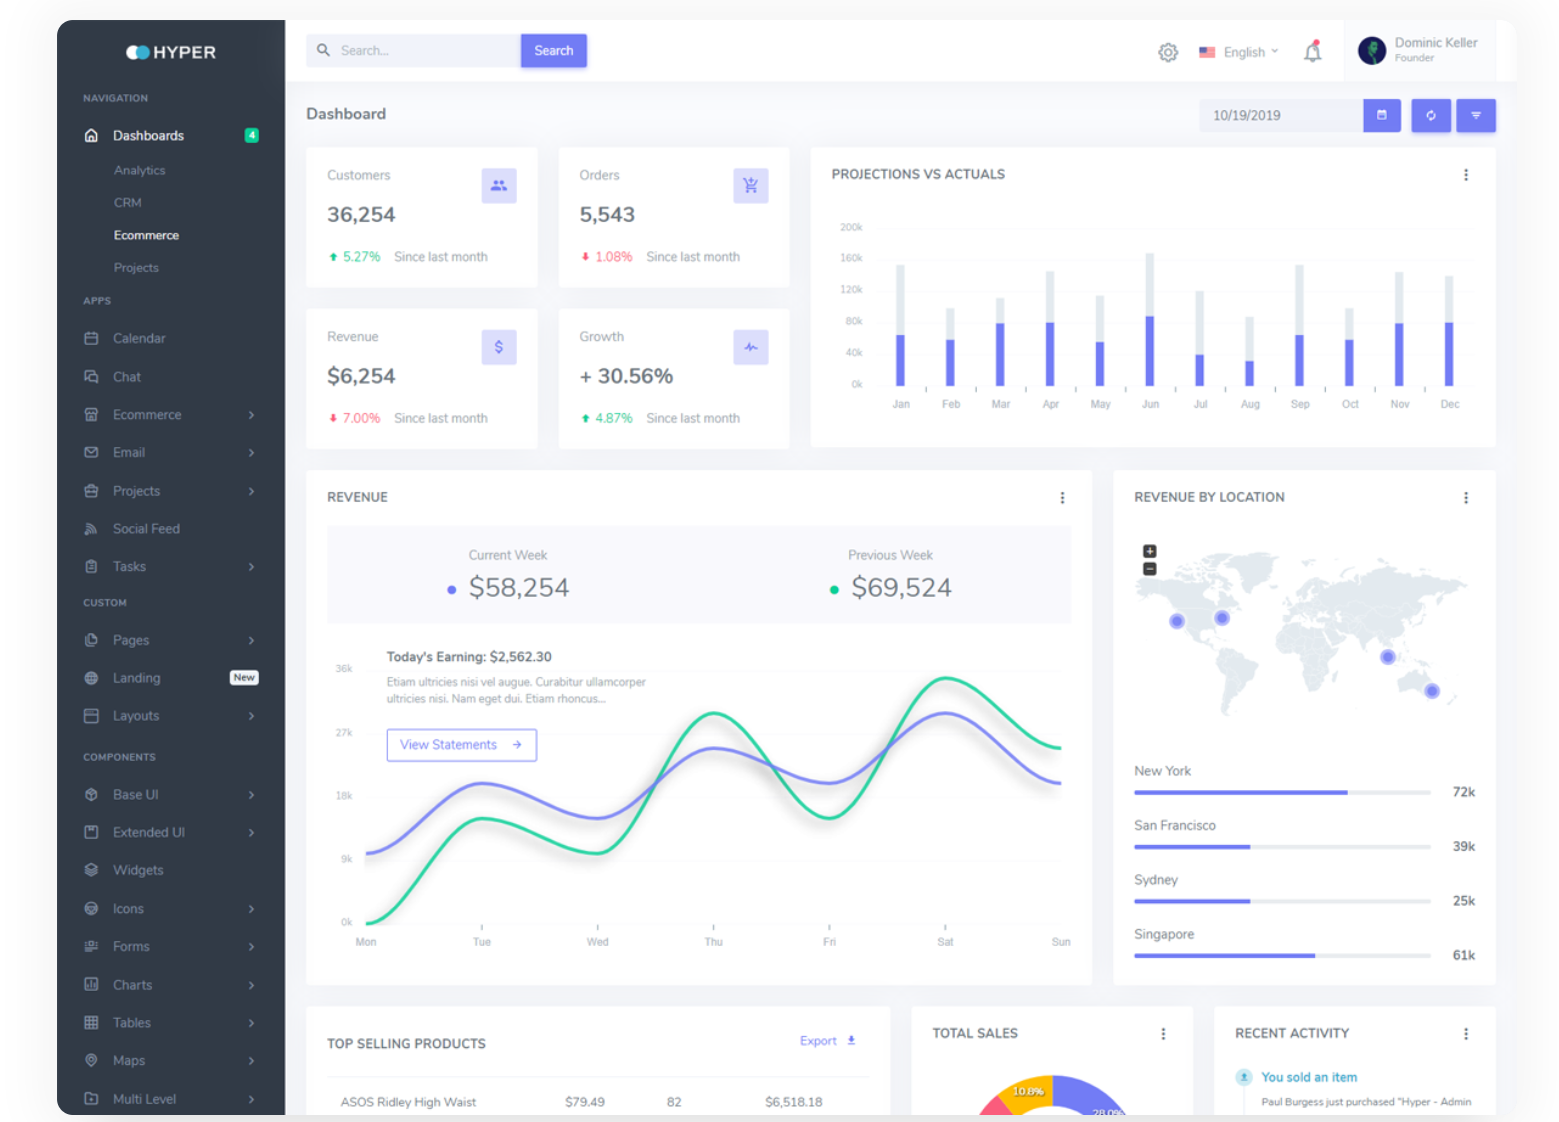 HYPER
Search...
Search
English
Dominic Keller
Founder
NAVIGATION
Dashboards
4
Analytics
CRM
Ecommerce
Projects
APPS
Calendar
Chat
Ecommerce
Email
Projects
Social Feed
Tasks
CUSTOM
Pages
Landing
New
Layouts
COMPONENTS
Base UI
Extended UI
Widgets
Icons
Forms
Charts
Tables
Maps
Multi Level
Dashboard
10/19/2019
Customers
36,254
5.27% Since last month
Orders
5,543
1.08% Since last month
Revenue
$6,254
7.00% Since last month
Growth
+ 30.56%
4.87% Since last month
PROJECTIONS VS ACTUALS
200k
160k
120k
80k
40k
0k
Jan Feb Mar Apr May Jun Jul Aug Sep Oct Nov Dec
REVENUE
Current Week
$58,254
Previous Week
$69,524
Today's Earning: $2,562.30
Etiam ultricies nisi vel augue. Curabitur ullamcorper
ultricies nisi. Nam eget dui. Etiam rhoncus...
View Statements
36k
27k
18k
9k
0k
Mon Tue Wed Thu Fri Sat Sun
REVENUE BY LOCATION
+
−
New York
72k
San Francisco
39k
Sydney
25k
Singapore
61k
TOP SELLING PRODUCTS
Export
ASOS Ridley High Waist $79.49 82 $6,518.18
TOTAL SALES
10.8%
28.0%
RECENT ACTIVITY
You sold an item
Paul Burgess just purchased "Hyper - Admin